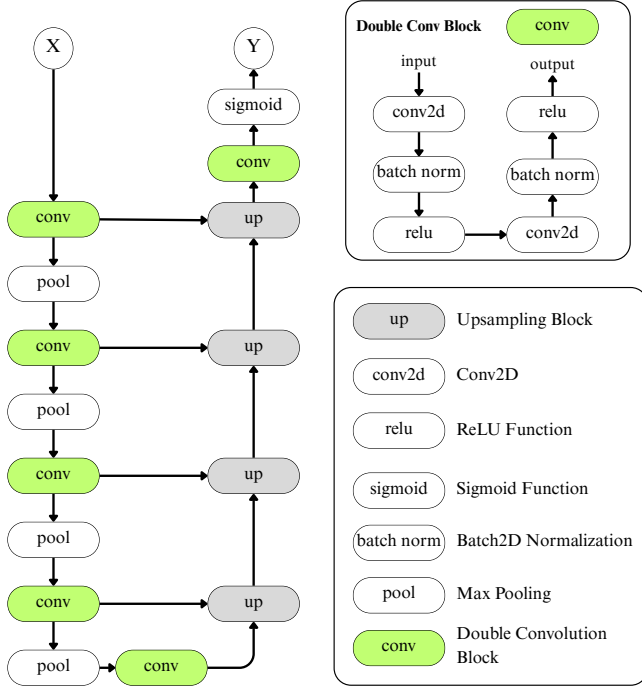 X
Y
sigmoid
conv
conv
up
pool
conv
up
pool
conv
up
pool
conv
up
pool
conv
Double Conv Block
conv
input
output
conv2d
relu
batch norm
batch norm
relu
conv2d
up
Upsampling Block
conv2d
Conv2D
relu
ReLU Function
sigmoid
Sigmoid Function
batch norm
Batch2D Normalization
pool
Max Pooling
conv
Double Convolution
Block